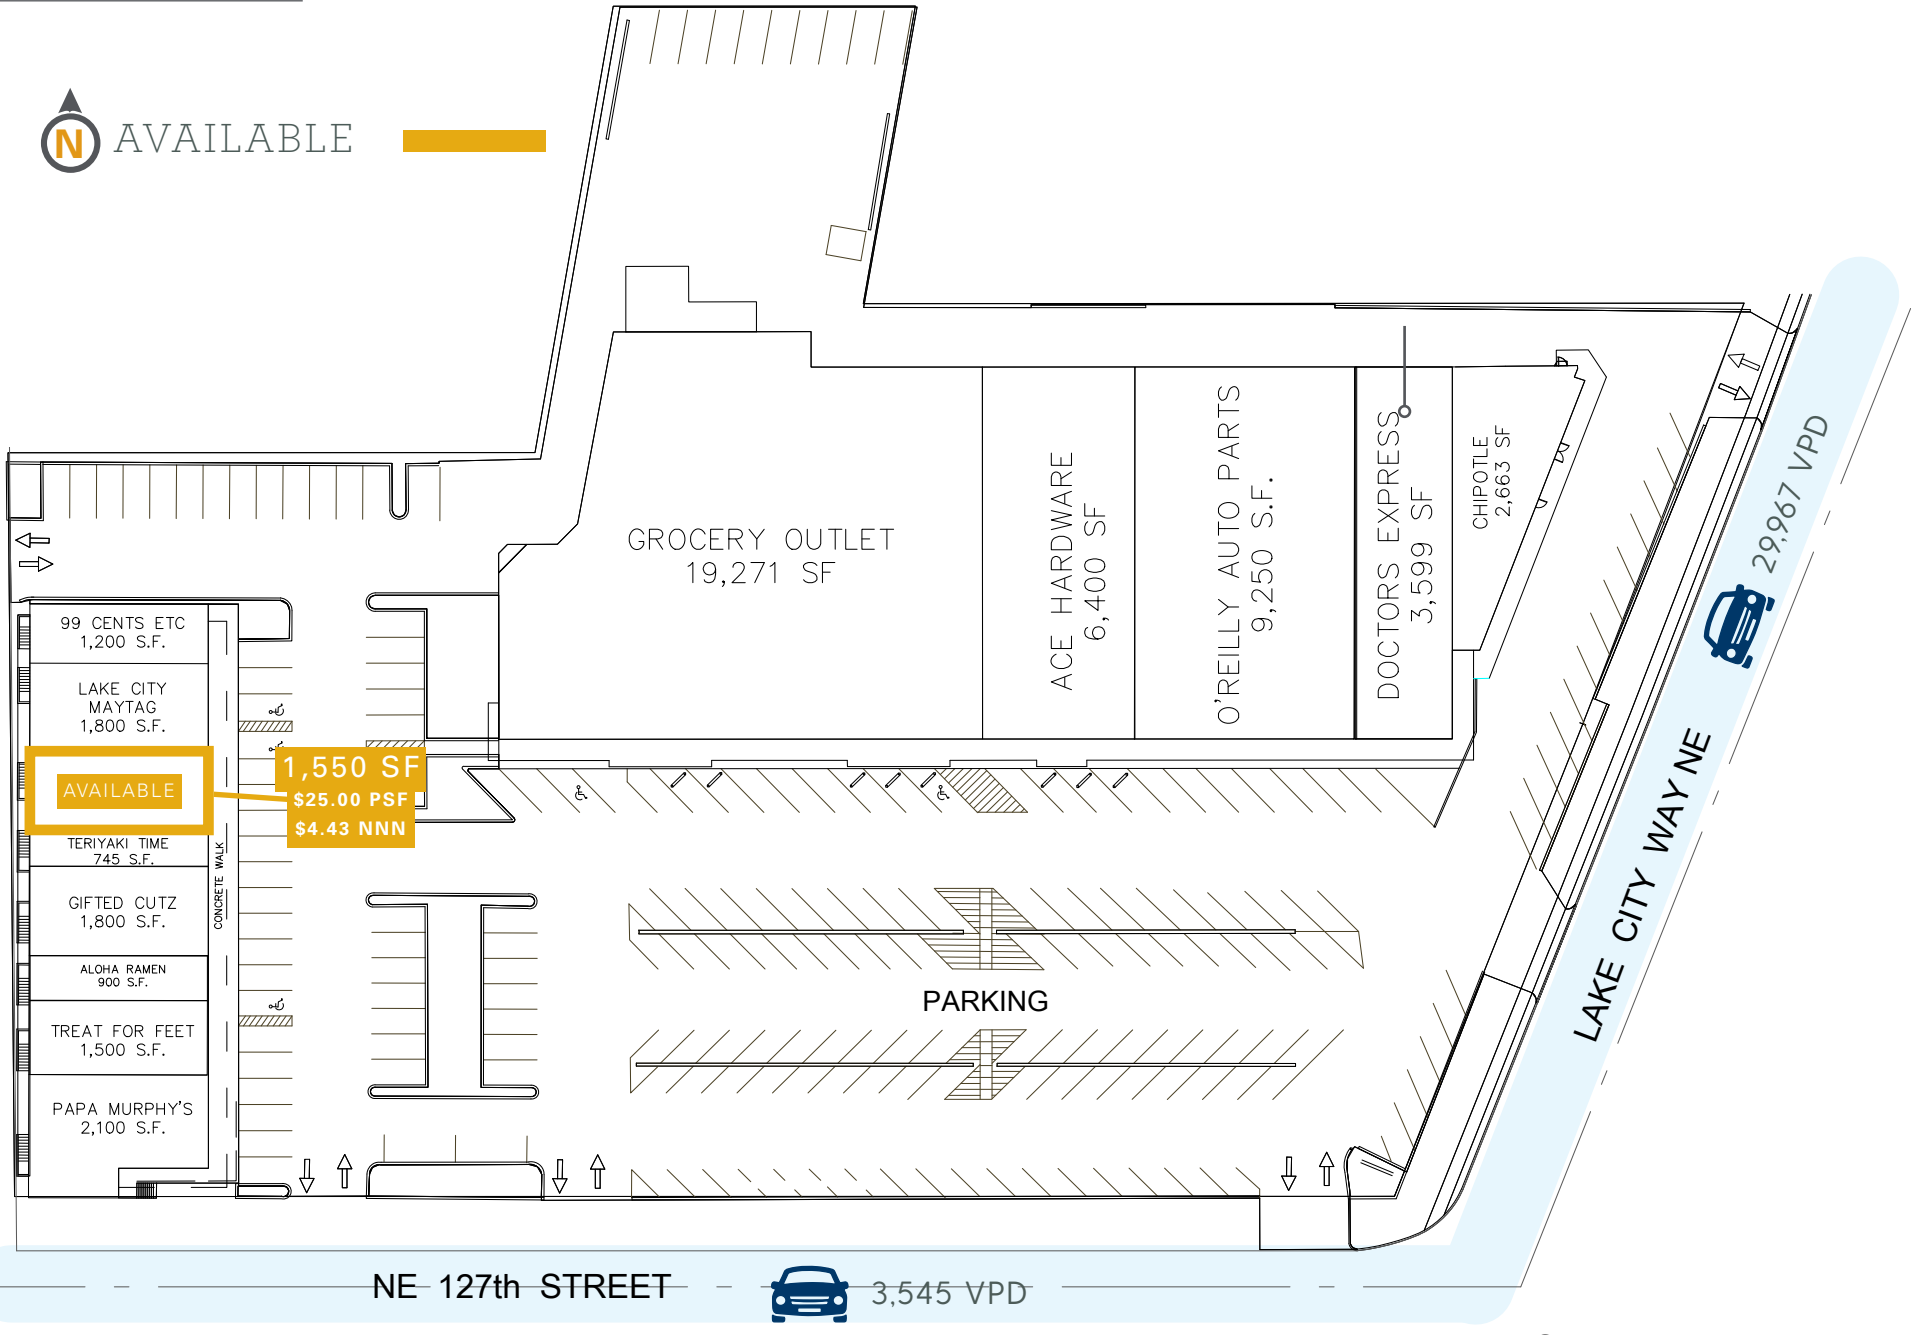 N
AVAILABLE
GROCERY OUTLET
19,271 SF
ACE HARDWARE
6,400 SF
O'REILLY AUTO PARTS
9,250 S.F.
DOCTORS EXPRESS
3,599 SF
CHIPOTLE
2,663 SF
29,967 VPD
LAKE CITY WAY NE
99 CENTS ETC
1,200 S.F.
LAKE CITY
MAYTAG
1,800 S.F.
AVAILABLE
1,550 SF
$25.00 PSF
$4.43 NNN
TERIYAKI TIME
745 S.F.
CONCRETE WALK
GIFTED CUTZ
1,800 S.F.
ALOHA RAMEN
900 S.F.
TREAT FOR FEET
1,500 S.F.
PAPA MURPHY'S
2,100 S.F.
PARKING
NE 127th STREET
3,545 VPD